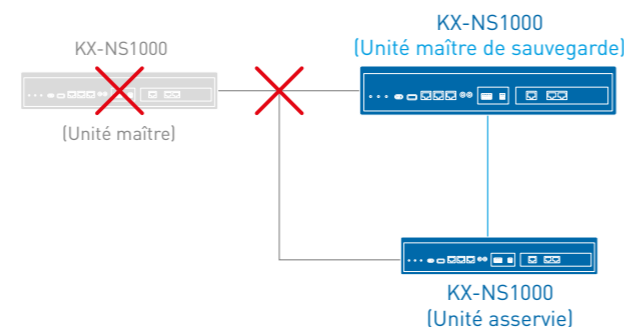 KX-NS1000
(Unité maître)
KX-NS1000
(Unité maître de sauvegarde)
KX-NS1000
(Unité asservie)